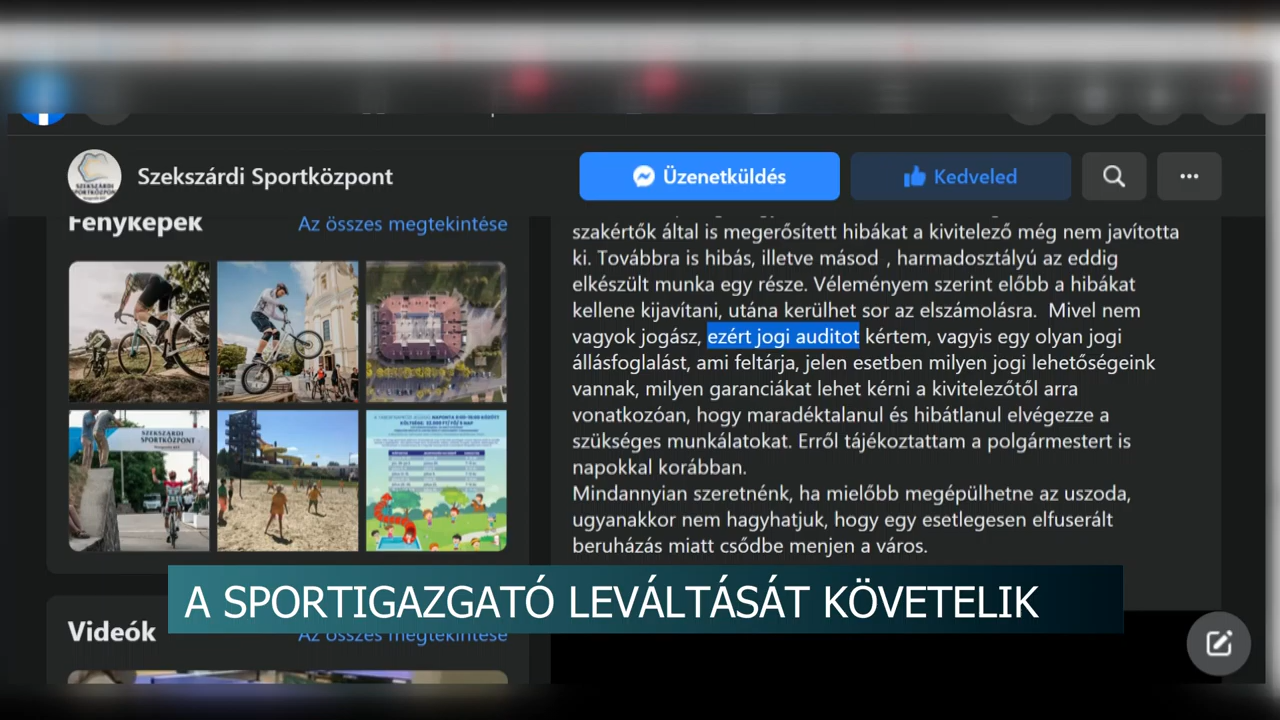 Szekszárdi Sportközpont
Üzenetküldés
Kedveled
Fényképek
Az összes megtekintése
SZEKSZÁRDI
SPORTKÖZPONT
szakértők által is megerősített hibákat a kivitelező még nem javította
ki. Továbbra is hibás, illetve másod , harmadosztályú az eddig
elkészült munka egy része. Véleményem szerint előbb a hibákat
kellene kijavítani, utána kerülhet sor az elszámolásra. Mivel nem
vagyok jogász, ezért jogi auditot kértem, vagyis egy olyan jogi
állásfoglalást, ami feltárja, jelen esetben milyen jogi lehetőségeink
vannak, milyen garanciákat lehet kérni a kivitelezőtől arra
vonatkozóan, hogy maradéktalanul és hibátlanul elvégezze a
szükséges munkálatokat. Erről tájékoztattam a polgármestert is
napokkal korábban.
Mindannyian szeretnénk, ha mielőbb megépülhetne az uszoda,
ugyanakkor nem hagyhatjuk, hogy egy esetlegesen elfuserált
beruházás miatt csődbe menjen a város.
A SPORTIGAZGATÓ LEVÁLTÁSÁT KÖVETELIK
Videók
Az összes megtekintése